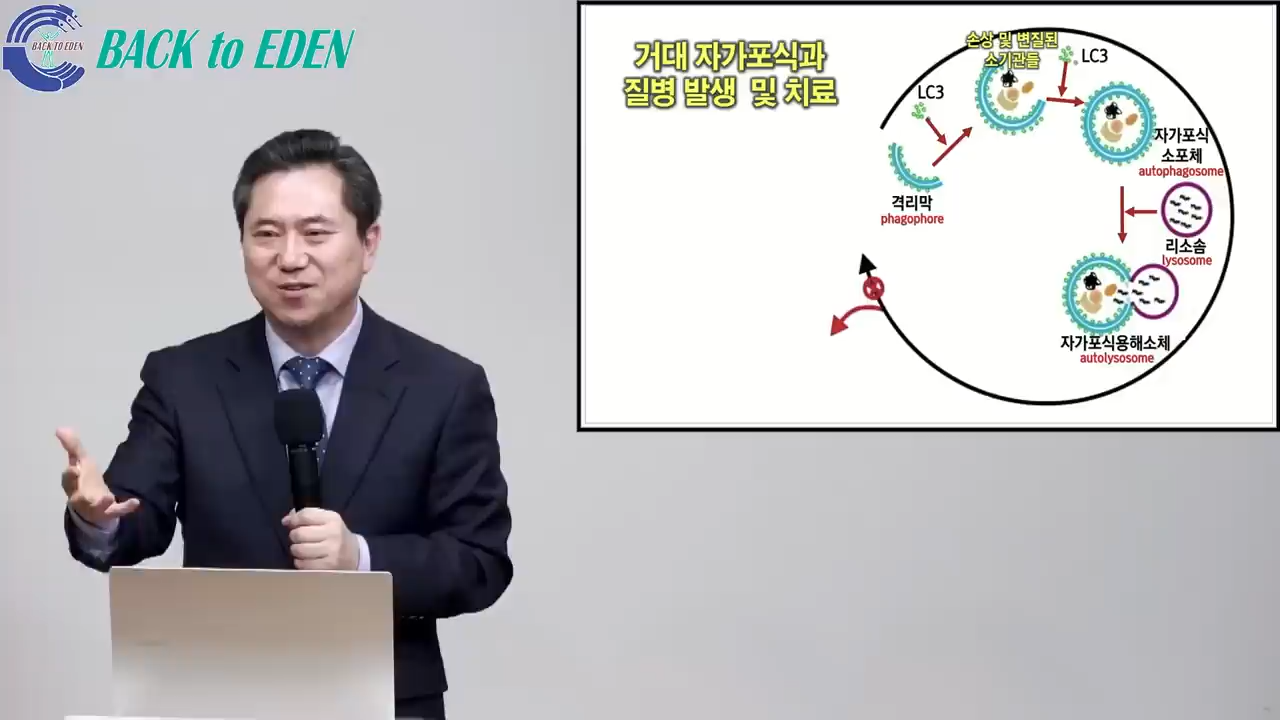 BACK TO EDEN
BACK to EDEN
거대 자가포식과
질병 발생 및 치료
손상 및 변질된
소기관들
LC3
LC3
자가포식
소포체
autophagosome
격리막
phagophore
리소솜
lysosome
자가포식용해소체
autolysosome